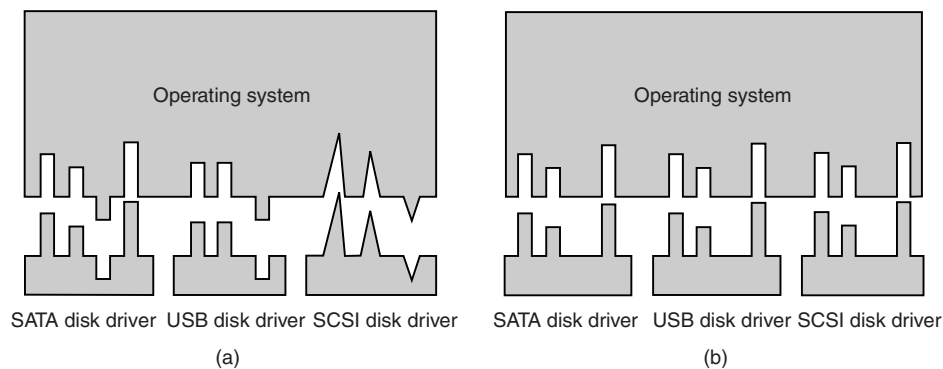 Operating system
Operating system
SATA disk driver USB disk driver SCSI disk driver
SATA disk driver USB disk driver SCSI disk driver
(a)
(b)